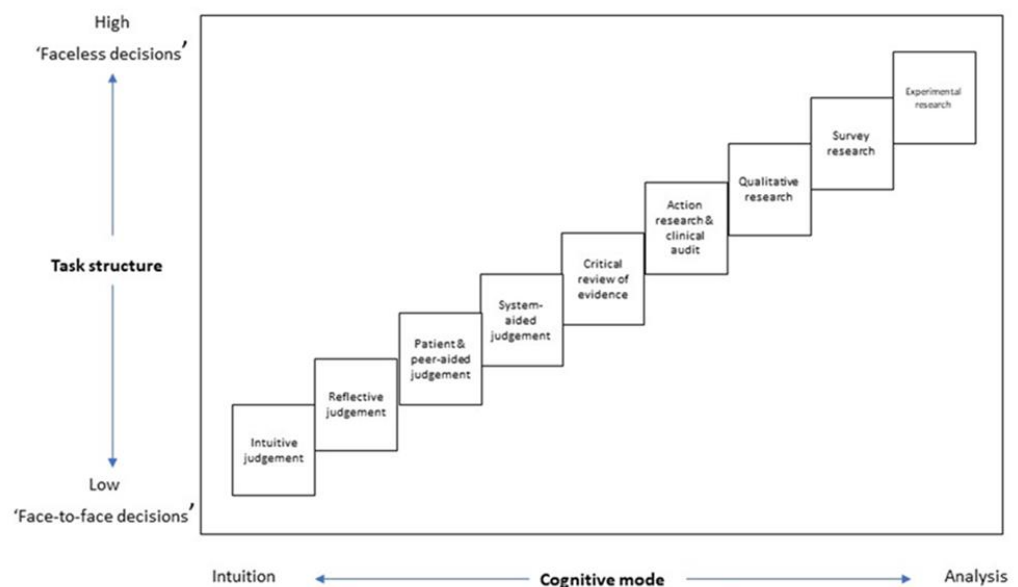 High
‘Faceless decisions’
Experimental
research
Survey
research
Qualitative
research
Action
research &
clinical
audit
Task structure
Critical
review of
evidence
System-
aided
judgement
Patient &
peer-aided
judgement
Reflective
judgement
Intuitive
judgement
Low
‘Face-to-face decisions’
Intuition
Cognitive mode
Analysis